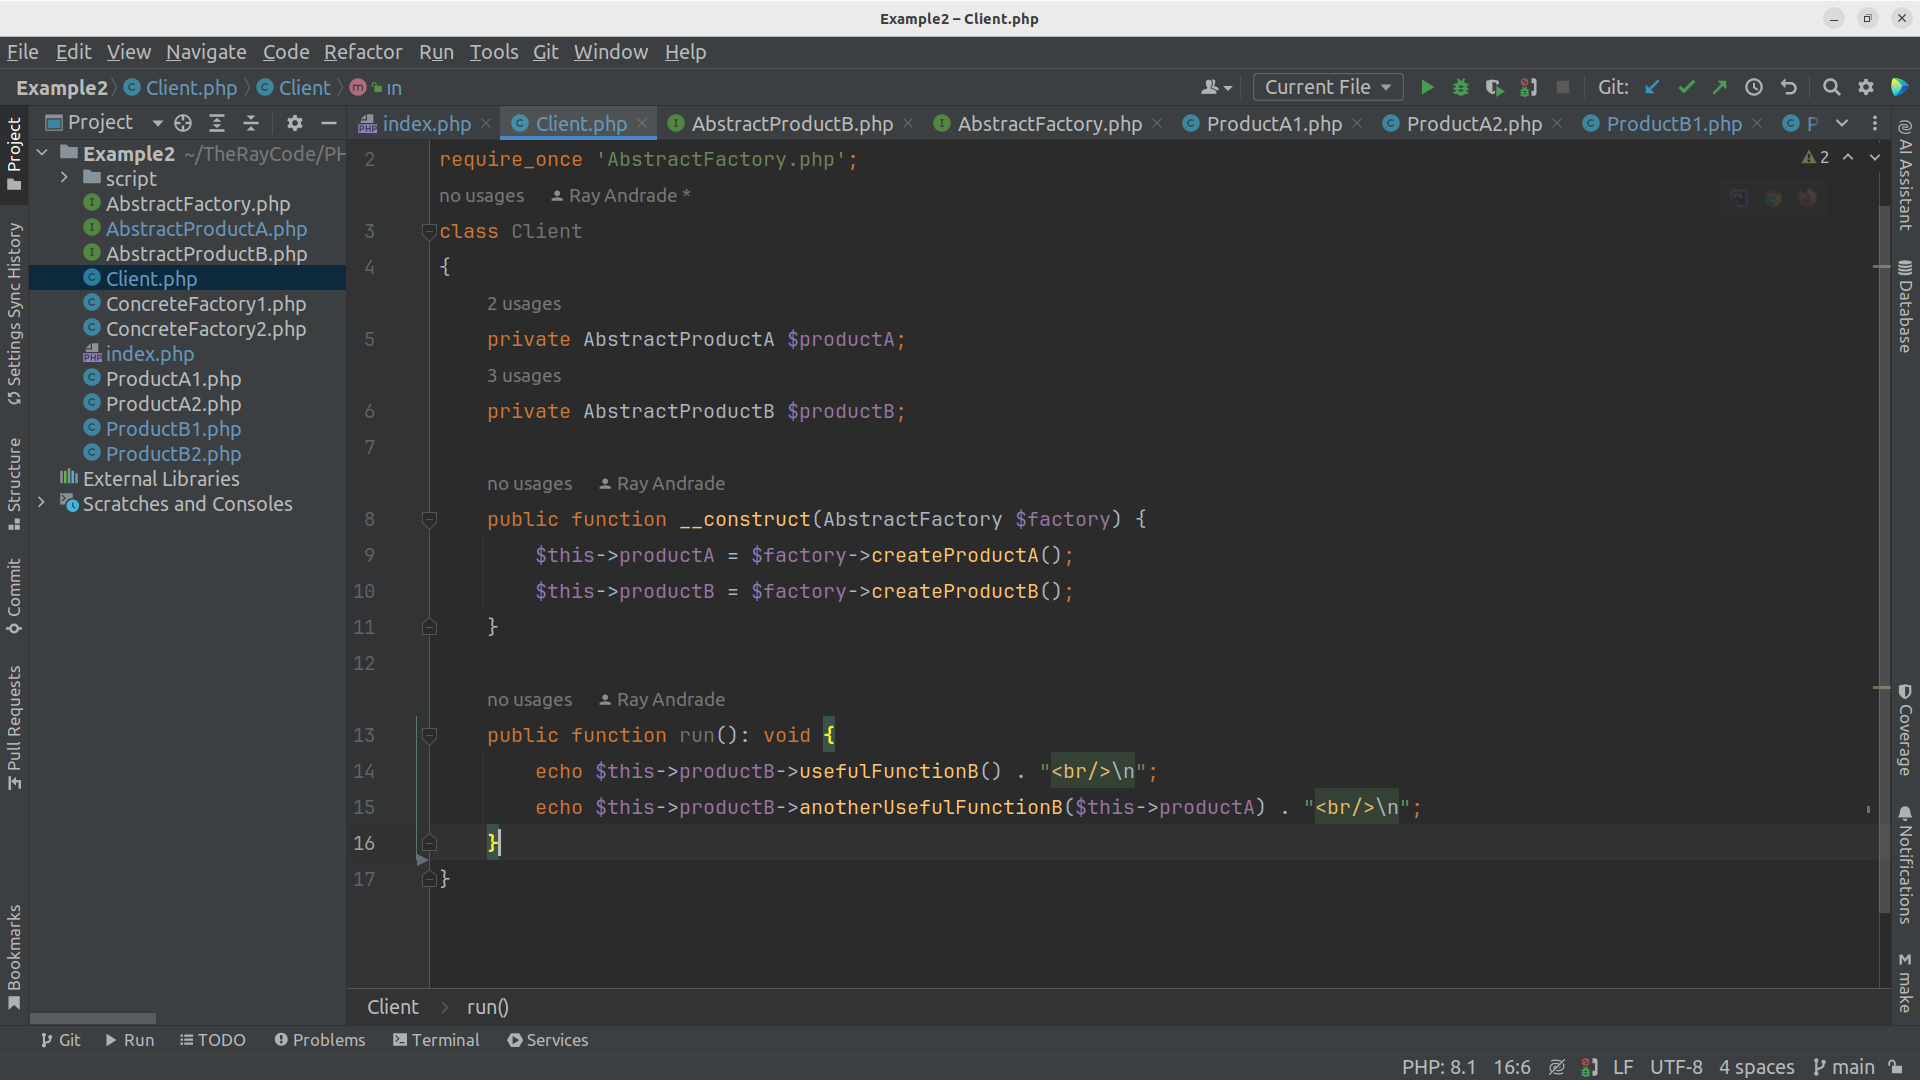 Example2 – Client.php
File Edit View Navigate Code Refactor Run Tools Git Window Help
Example2 Client.php Client m in
Current File Git:
Project
index.php Client.php AbstractProductB.php AbstractFactory.php ProductA1.php ProductA2.php ProductB1.php P
Example2 ~/TheRayCode/PH
script
AbstractFactory.php
AbstractProductA.php
AbstractProductB.php
Client.php
ConcreteFactory1.php
ConcreteFactory2.php
index.php
ProductA1.php
ProductA2.php
ProductB1.php
ProductB2.php
External Libraries
Scratches and Consoles
Project
Settings Sync History
Structure
Commit
Pull Requests
Bookmarks
2 require_once 'AbstractFactory.php';
2
no usages Ray Andrade *
3 class Client
4 {
2 usages
5 private AbstractProductA $productA;
3 usages
6 private AbstractProductB $productB;
7
no usages Ray Andrade
8 public function __construct(AbstractFactory $factory) {
9 $this->productA = $factory->createProductA();
10 $this->productB = $factory->createProductB();
11 }
12
no usages Ray Andrade
13 public function run(): void {
14 echo $this->productB->usefulFunctionB() . "<br/>\n";
15 echo $this->productB->anotherUsefulFunctionB($this->productA) . "<br/>\n";
16 }
17 }
AI Assistant
Database
Coverage
Notifications
M make
Client run()
Git Run TODO Problems Terminal Services
PHP: 8.1 16:6 LF UTF-8 4 spaces main